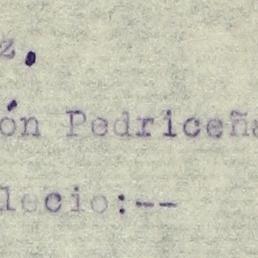 z.
ón Pedriceña
lecio:--